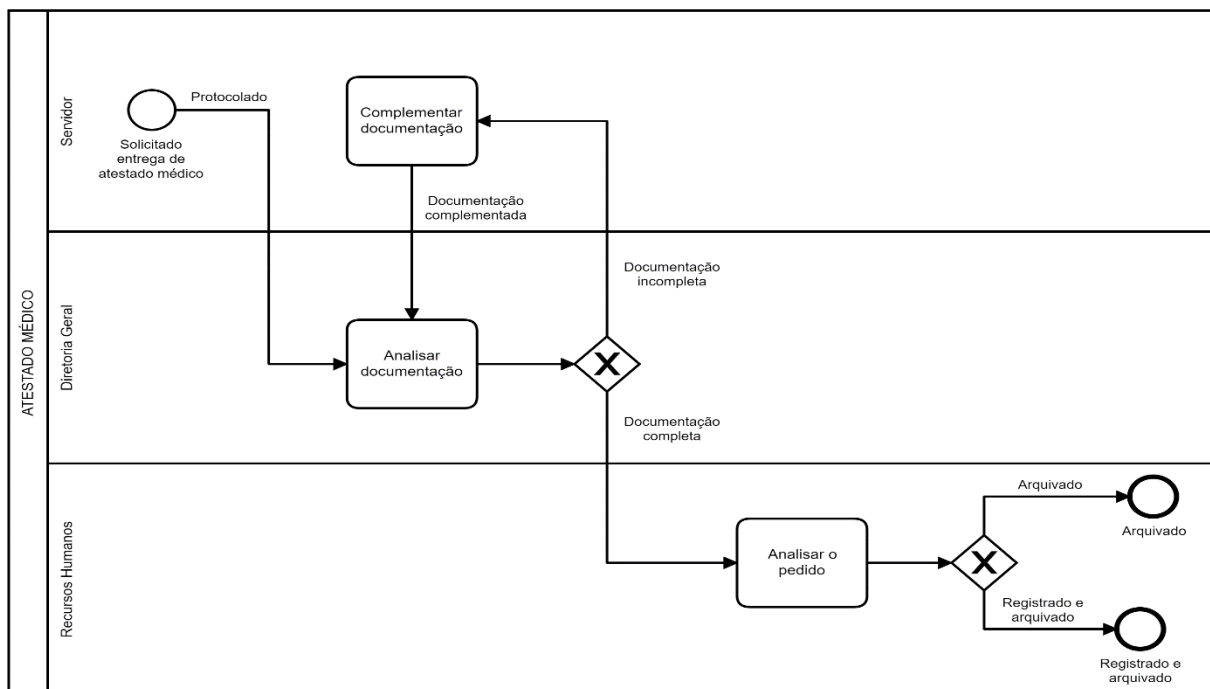 ATESTADO MÉDICO
Servidor
Protocolado
Solicitado
entrega de
atestado médico
Complementar
documentação
Documentação
complementada
Diretoria Geral
Documentação
incompleta
Analisar
documentação
Documentação
completa
Recursos Humanos
Analisar o
pedido
Arquivado
Arquivado
Registrado e
arquivado
Registrado e
arquivado